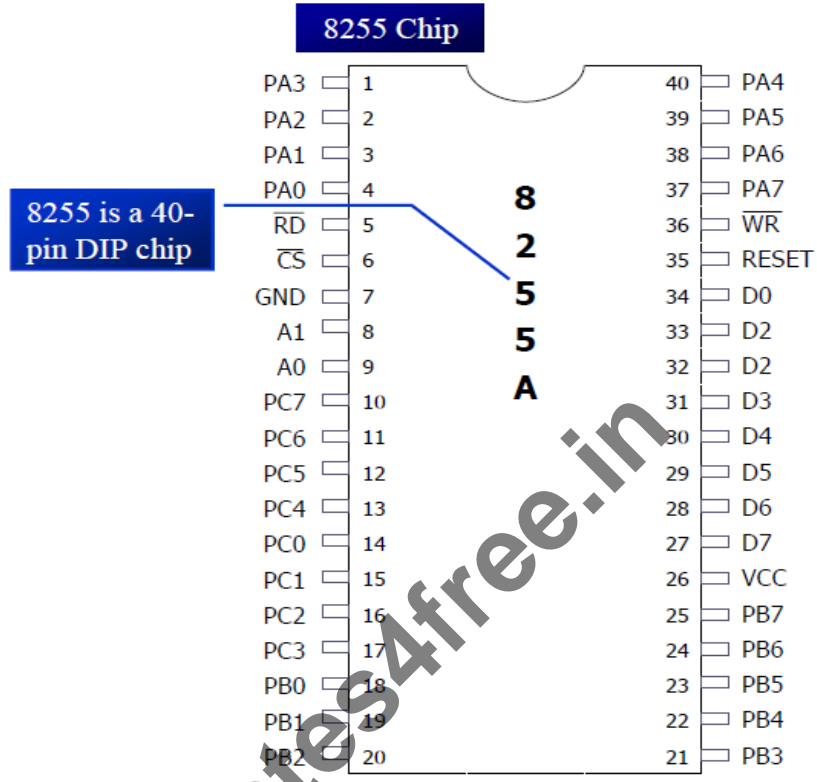 8255 Chip
8255 is a 40-
pin DIP chip
PA3 1 40 PA4
PA2 2 39 PA5
PA1 3 38 PA6
PA0 4 37 PA7
RD 5 36 WR
CS 6 35 RESET
GND 7 34 D0
A1 8 33 D2
A0 9 32 D2
PC7 10 31 D3
PC6 11 30 D4
PC5 12 29 D5
PC4 13 28 D6
PC0 14 27 D7
PC1 15 26 VCC
PC2 16 25 PB7
PC3 17 24 PB6
PB0 18 23 PB5
PB1 19 22 PB4
PB2 20 21 PB3
8
2
5
5
A
tes4free.in